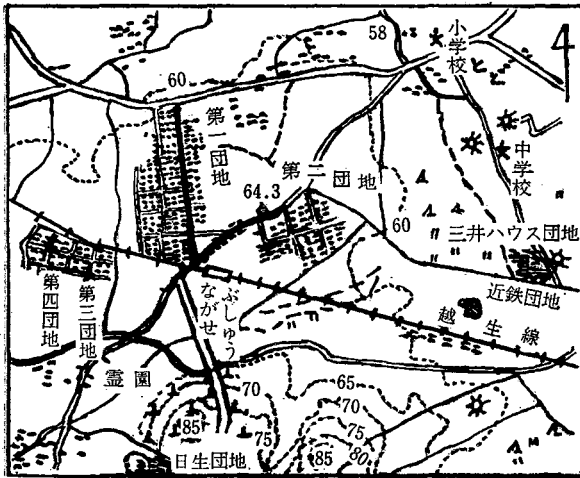 58
小学校
4
60
第一団地
第二団地
64.3
中学校
60
三井ハウス団地
近鉄団地
越生線
ぶしゅう
ながせ
第四団地
第三団地
霊園
70
65
70
75
75
80
85
85
日生団地